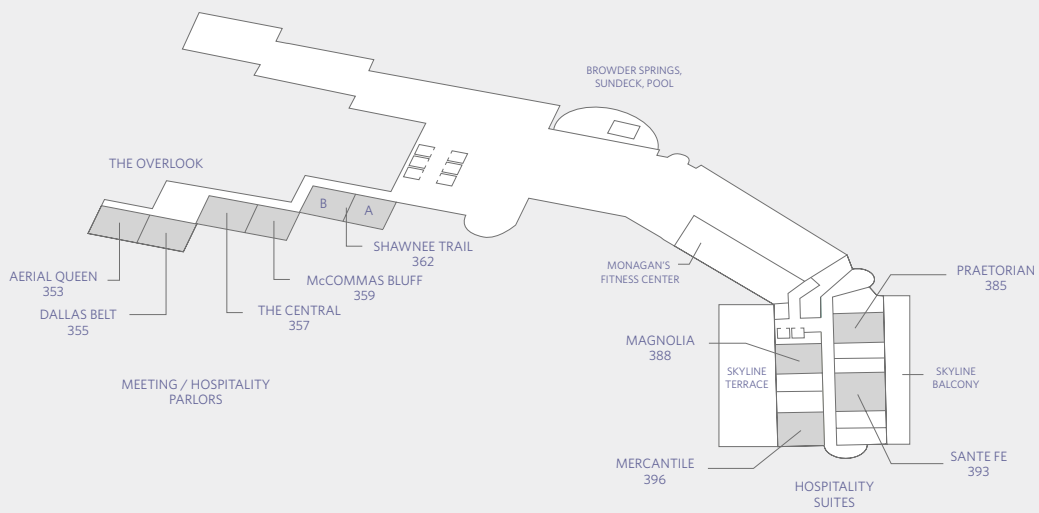 BROWDER SPRINGS,
SUNDECK, POOL
THE OVERLOOK
B
A
SHAWNEE TRAIL
362
AERIAL QUEEN
353
McCOMMAS BLUFF
359
DALLAS BELT
355
THE CENTRAL
357
MONAGAN'S
FITNESS CENTER
PRAETORIAN
385
MAGNOLIA
388
SKYLINE
TERRACE
SKYLINE
BALCONY
MEETING / HOSPITALITY
PARLORS
MERCANTILE
396
SANTE FE
393
HOSPITALITY
SUITES